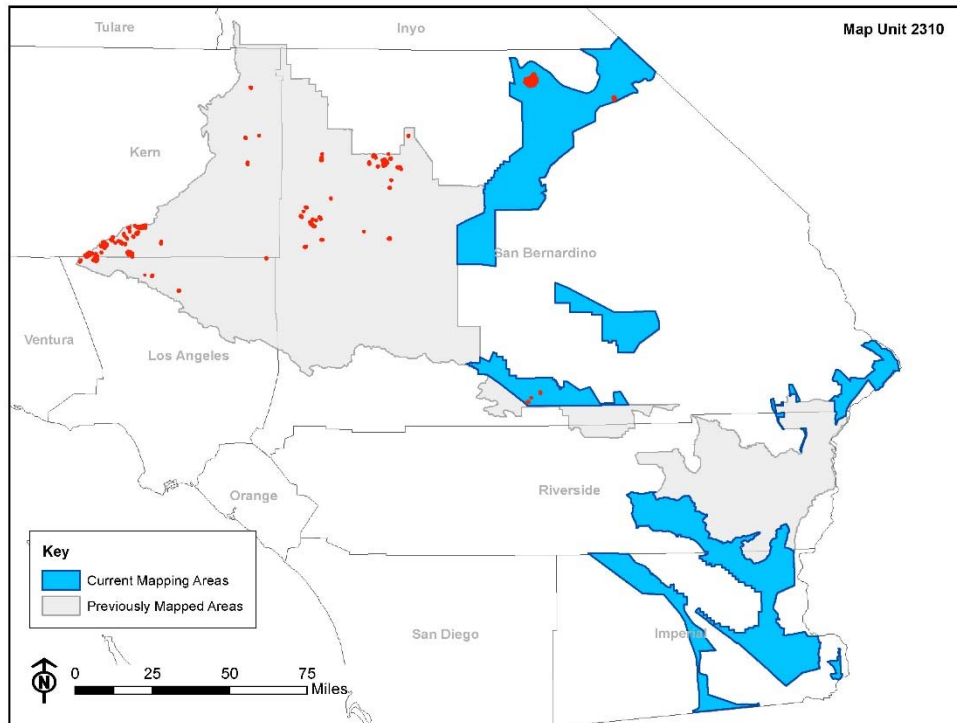 Tulare
Inyo
Map Unit 2310
Kern
San Bernardino
Ventura
Los Angeles
Orange
Riverside
Key
Current Mapping Areas
Previously Mapped Areas
San Diego
Imperial
N
0 25 50 75
Miles